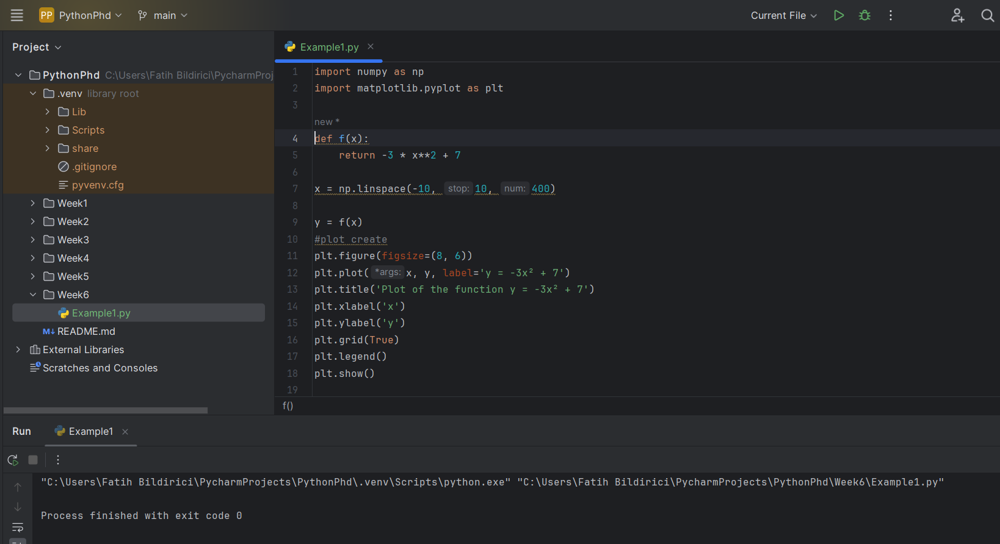 PP PythonPhd main Current File
Project
Example1.py
PythonPhd C:\Users\Fatih Bildirici\PycharmProj
.venv library root
Lib
Scripts
share
.gitignore
pyvenv.cfg
Week1
Week2
Week3
Week4
Week5
Week6
Example1.py
M↓ README.md
External Libraries
Scratches and Consoles
1 import numpy as np
2 import matplotlib.pyplot as plt
3
new *
4 def f(x):
5 return -3 * x**2 + 7
6
7 x = np.linspace(-10, stop: 10, num: 400)
8
9 y = f(x)
10 #plot create
11 plt.figure(figsize=(8, 6))
12 plt.plot( *args: x, y, label='y = -3x² + 7')
13 plt.title('Plot of the function y = -3x² + 7')
14 plt.xlabel('x')
15 plt.ylabel('y')
16 plt.grid(True)
17 plt.legend()
18 plt.show()
19
f()
Run Example1
"C:\Users\Fatih Bildirici\PycharmProjects\PythonPhd\.venv\Scripts\python.exe" "C:\Users\Fatih Bildirici\PycharmProjects\PythonPhd\Week6\Example1.py"
Process finished with exit code 0